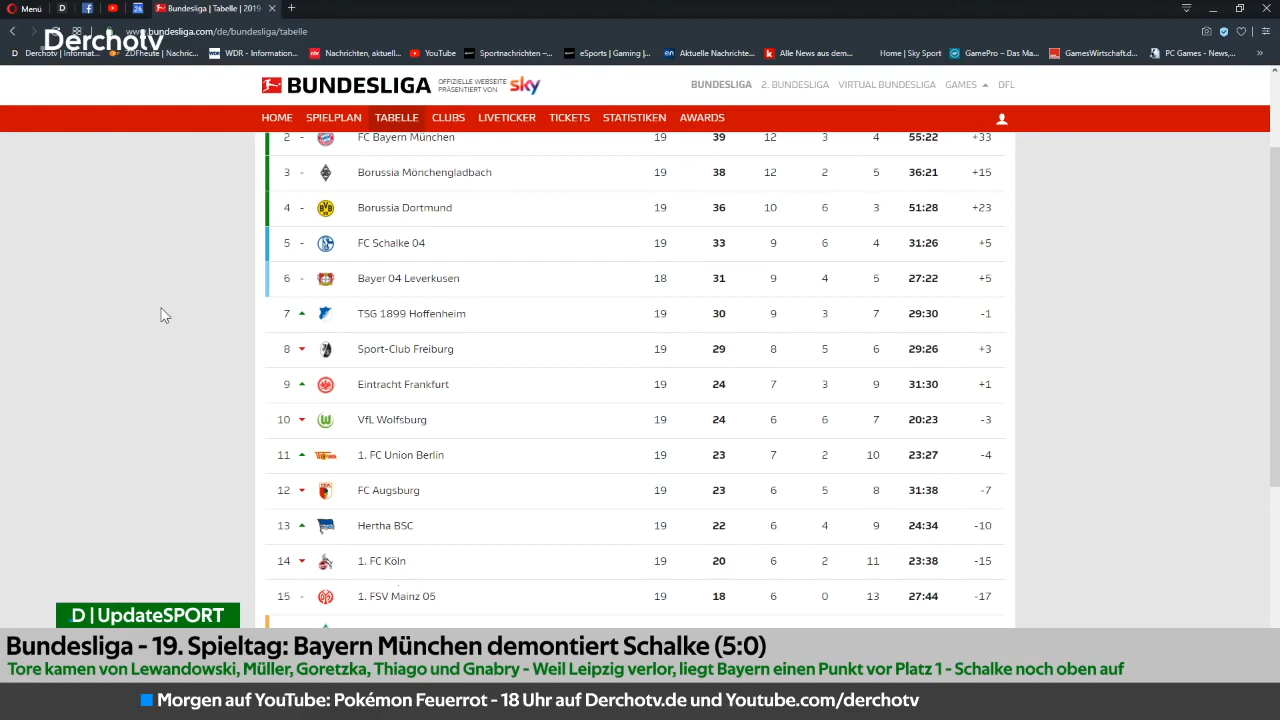 Menü
Bundesliga | Tabelle | 2019-
Derchotv
www.bundesliga.com/de/bundesliga/tabelle
Derchotv | Informat...
ZDFheute | Nachric...
WDR - Information...
Nachrichten, aktuell...
YouTube
Sportnachrichten - ...
eSports | Gaming |...
Aktuelle Nachrichte...
Alle News aus dem...
Home | Sky Sport
GamePro – Das Ma...
GamesWirtschaft.d...
PC Games - News,...
BUNDESLIGA OFFIZIELLE WEBSEITE PRÄSENTIERT VON sky
BUNDESLIGA 2. BUNDESLIGA VIRTUAL BUNDESLIGA GAMES DFL
HOME SPIELPLAN TABELLE CLUBS LIVETICKER TICKETS STATISTIKEN AWARDS
2 - FC Bayern München 19 39 12 3 4 55:22 +33
3 - Borussia Mönchengladbach 19 38 12 2 5 36:21 +15
4 - Borussia Dortmund 19 36 10 6 3 51:28 +23
5 - FC Schalke 04 19 33 9 6 4 31:26 +5
6 - Bayer 04 Leverkusen 18 31 9 4 5 27:22 +5
7 TSG 1899 Hoffenheim 19 30 9 3 7 29:30 -1
8 Sport-Club Freiburg 19 29 8 5 6 29:26 +3
9 Eintracht Frankfurt 19 24 7 3 9 31:30 +1
10 VfL Wolfsburg 19 24 6 6 7 20:23 -3
11 1. FC Union Berlin 19 23 7 2 10 23:27 -4
12 FC Augsburg 19 23 6 5 8 31:38 -7
13 Hertha BSC 19 22 6 4 9 24:34 -10
14 1. FC Köln 19 20 6 2 11 23:38 -15
15 - 1. FSV Mainz 05 19 18 6 0 13 27:44 -17
D | UpdateSPORT
Bundesliga - 19. Spieltag: Bayern München demontiert Schalke (5:0)
Tore kamen von Lewandowski, Müller, Goretzka, Thiago und Gnabry - Weil Leipzig verlor, liegt Bayern einen Punkt vor Platz 1 - Schalke noch oben auf
Morgen auf YouTube: Pokémon Feuerrot - 18 Uhr auf Derchotv.de und Youtube.com/derchotv